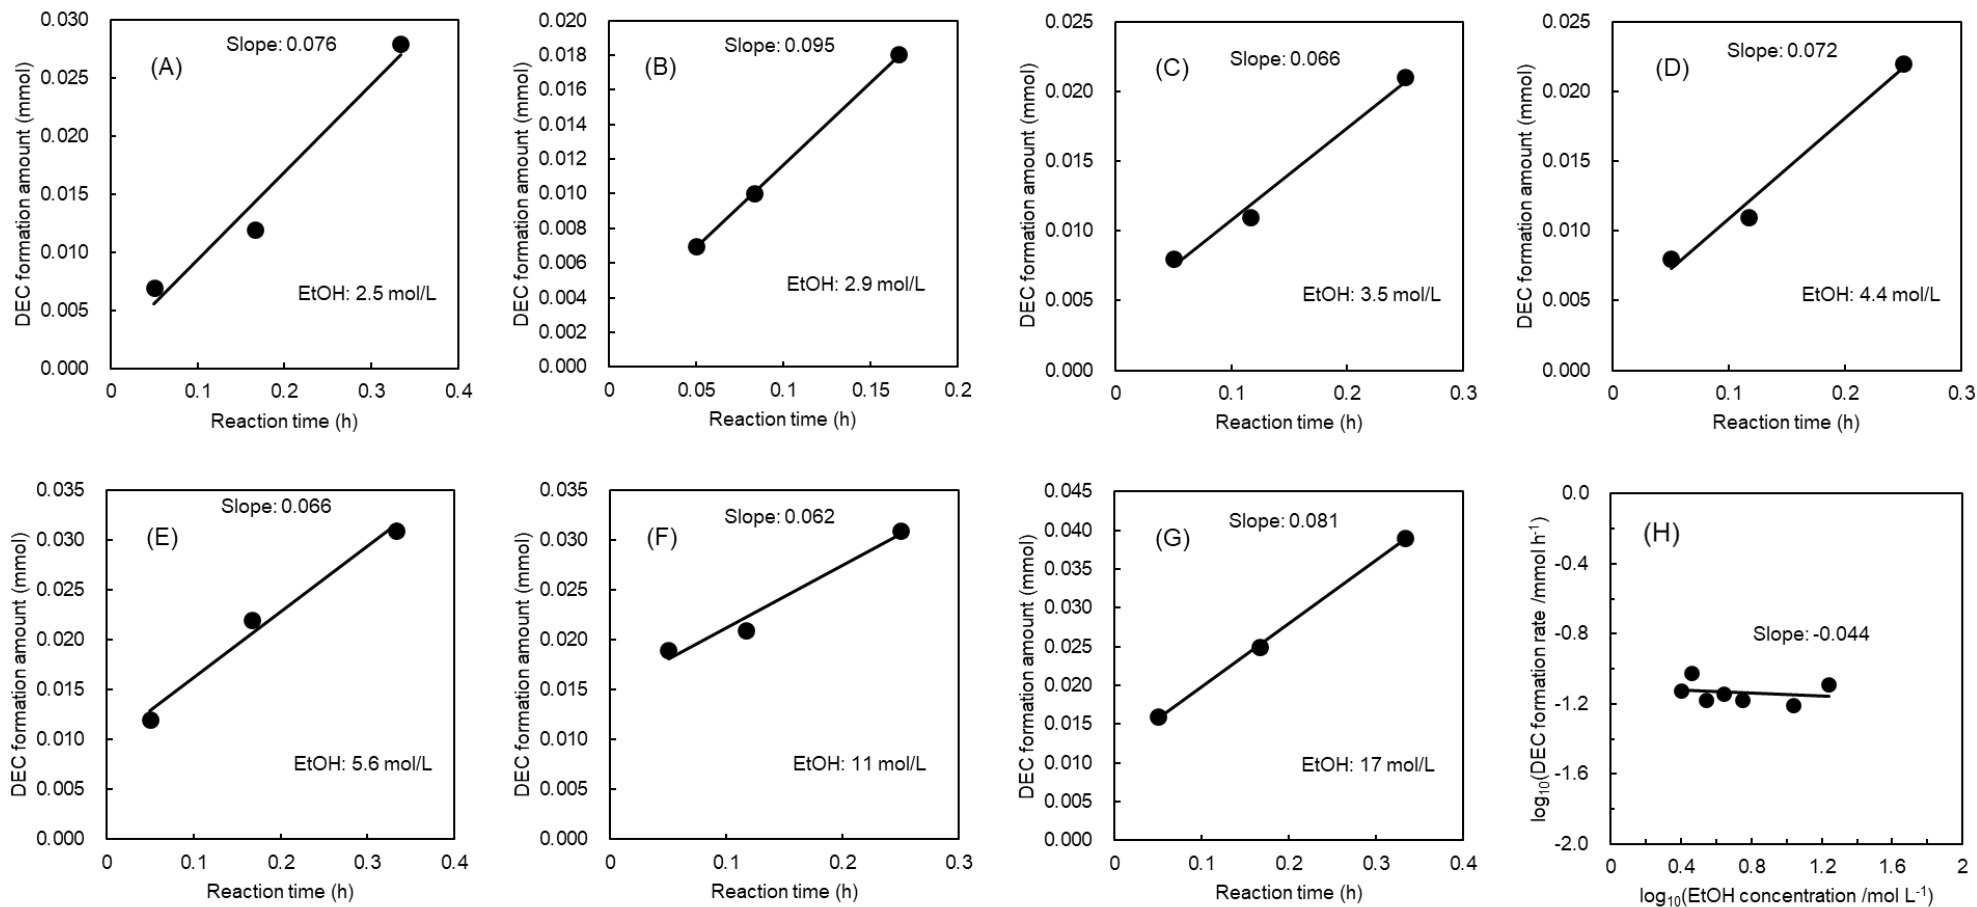 (A)
Slope: 0.076
EtOH: 2.5 mol/L
DEC formation amount (mmol)
0.030
0.025
0.020
0.015
0.010
0.005
0.000
0 0.1 0.2 0.3 0.4
Reaction time (h)
(B)
Slope: 0.095
EtOH: 2.9 mol/L
DEC formation amount (mmol)
0.020
0.018
0.016
0.014
0.012
0.010
0.008
0.006
0.004
0.002
0.000
0 0.05 0.1 0.15 0.2
Reaction time (h)
(C)
Slope: 0.066
EtOH: 3.5 mol/L
DEC formation amount (mmol)
0.025
0.020
0.015
0.010
0.005
0.000
0 0.1 0.2 0.3
Reaction time (h)
(D)
Slope: 0.072
EtOH: 4.4 mol/L
DEC formation amount (mmol)
0.025
0.020
0.015
0.010
0.005
0.000
0 0.1 0.2 0.3
Reaction time (h)
(E)
Slope: 0.066
EtOH: 5.6 mol/L
DEC formation amount (mmol)
0.035
0.030
0.025
0.020
0.015
0.010
0.005
0.000
0 0.1 0.2 0.3 0.4
Reaction time (h)
(F)
Slope: 0.062
EtOH: 11 mol/L
DEC formation amount (mmol)
0.035
0.030
0.025
0.020
0.015
0.010
0.005
0.000
0 0.1 0.2 0.3
Reaction time (h)
(G)
Slope: 0.081
EtOH: 17 mol/L
DEC formation amount (mmol)
0.045
0.040
0.035
0.030
0.025
0.020
0.015
0.010
0.005
0.000
0 0.1 0.2 0.3 0.4
Reaction time (h)
(H)
Slope: -0.044
log₁₀(DEC formation rate /mmol h⁻¹)
0.0
-0.4
-0.8
-1.2
-1.6
-2.0
0 0.4 0.8 1.2 1.6 2
log₁₀(EtOH concentration /mol L⁻¹)